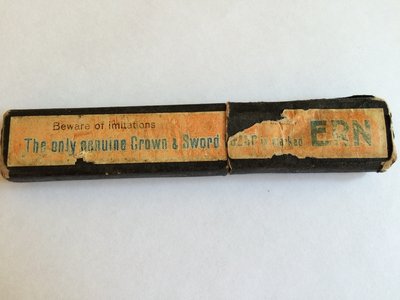 Beware of Imitations
The only genuine Crown & Sword is marked ERN